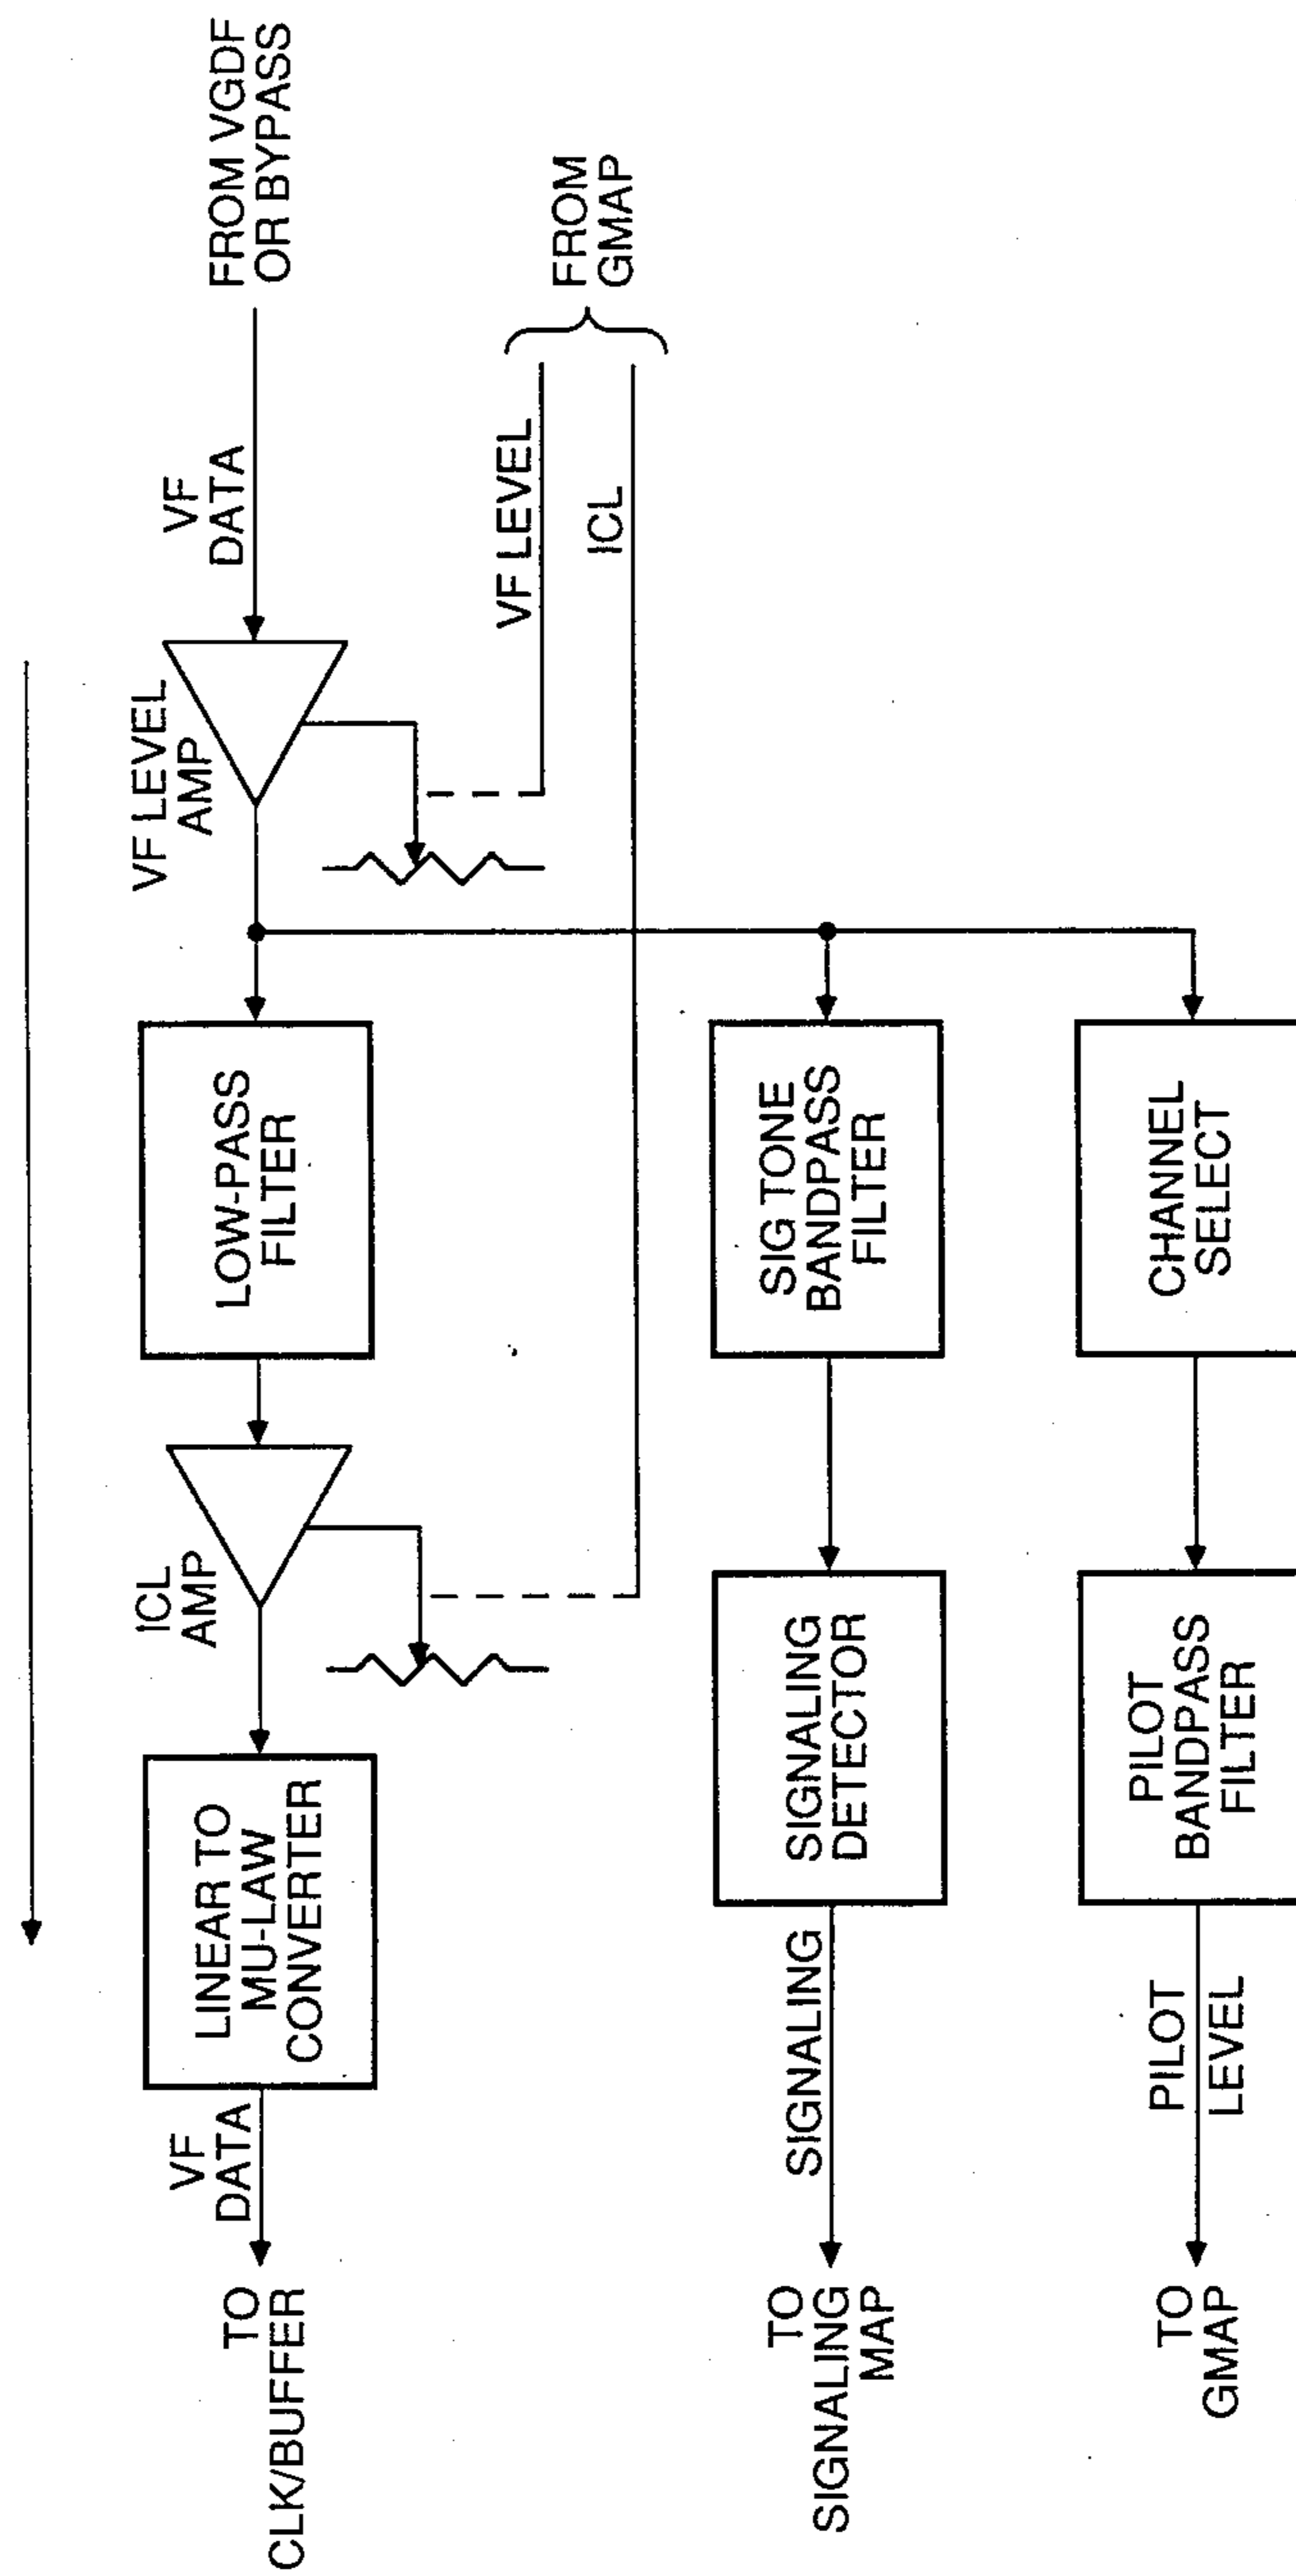 TO
CLK/BUFFER
VF
DATA
LINEAR TO
MU-LAW
CONVERTER
ICL
AMP
LOW-PASS
FILTER
VF LEVEL
AMP
VF
DATA
FROM VGDF
OR BYPASS
VF LEVEL
ICL
FROM
GMAP
TO
SIGNALING
MAP
SIGNALING
SIGNALING
DETECTOR
SIG TONE
BANDPASS
FILTER
TO
GMAP
PILOT
LEVEL
PILOT
BANDPASS
FILTER
CHANNEL
SELECT